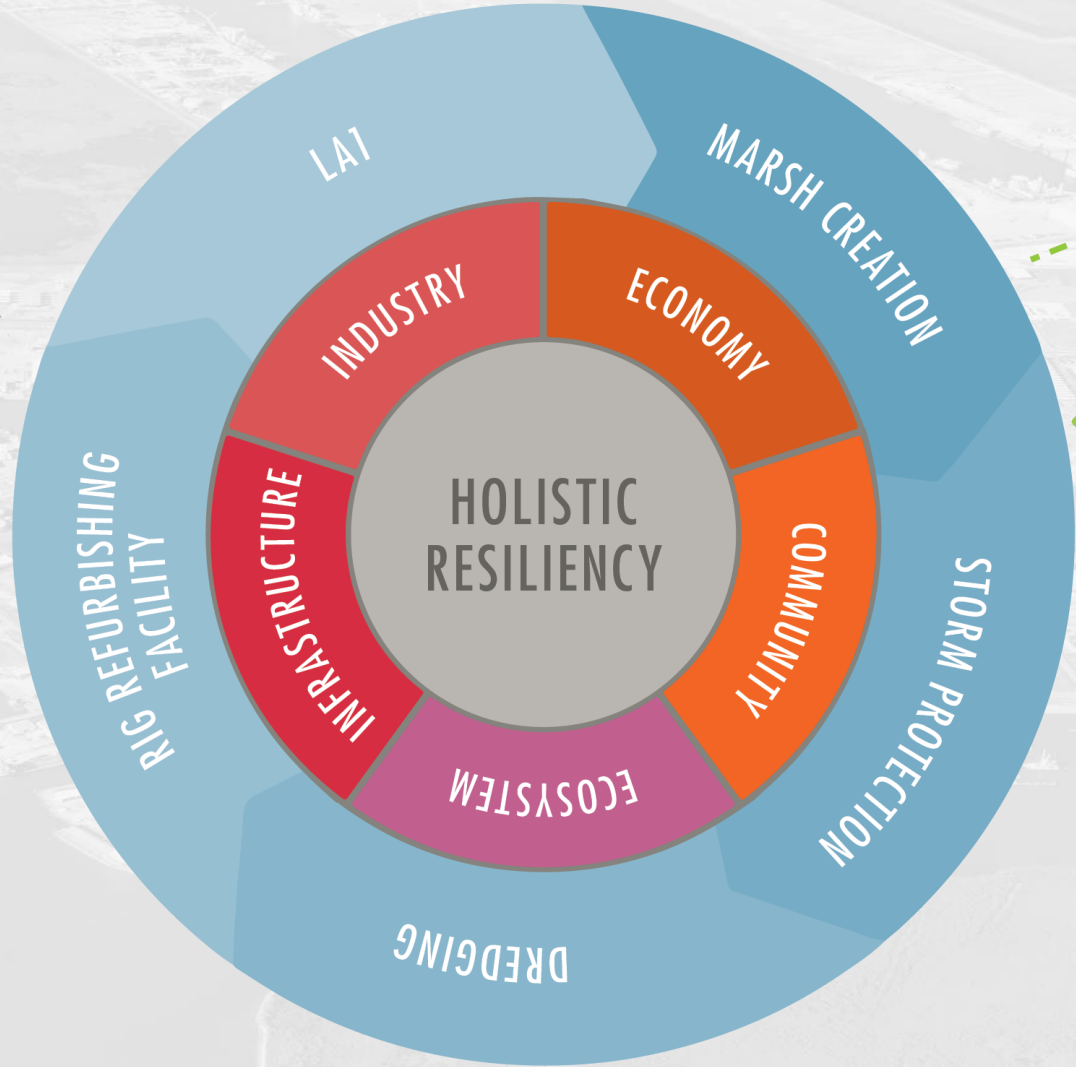 LA1
MARSH CREATION
STORM PROTECTION
DREDGING
RIG REFURBISHING
FACILITY
INDUSTRY
ECONOMY
COMMUNITY
ECOSYSTEM
INFRASTRUCTURE
HOLISTIC
RESILIENCY